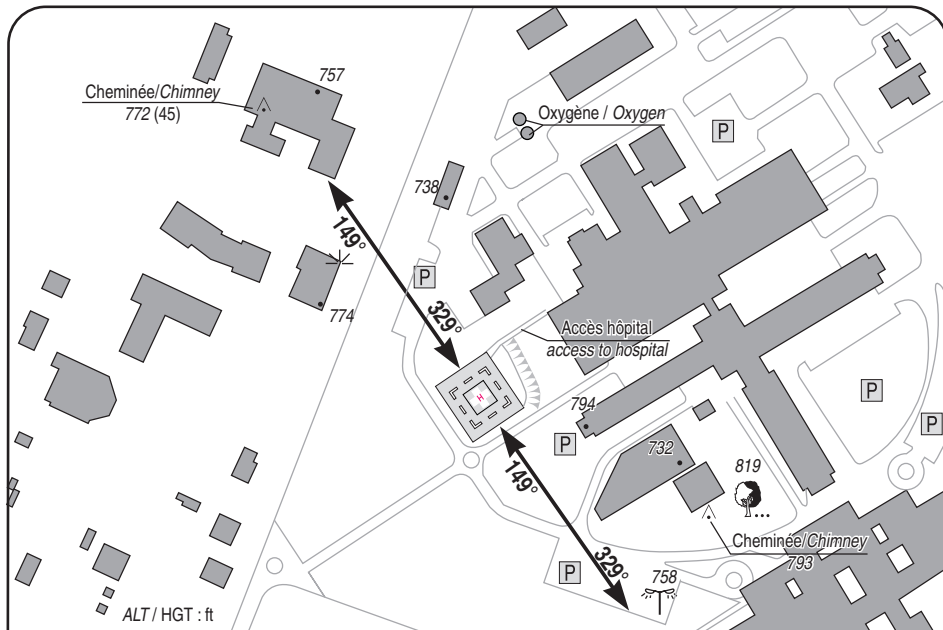 757
Cheminée/Chimney
772 (45)
Oxygène / Oxygen
P
738
149°
P
774
329°
Accès hôpital
access to hospital
H
P
794
P
P
732
819
149°
...
Cheminée/Chimney
793
329°
P
758
ALT / HGT : ft